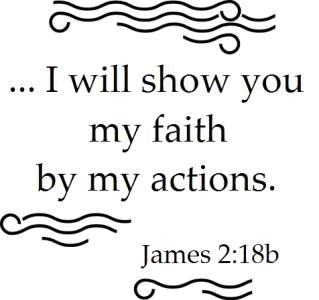 ... I will show you
my faith
by my actions.
James 2:18b